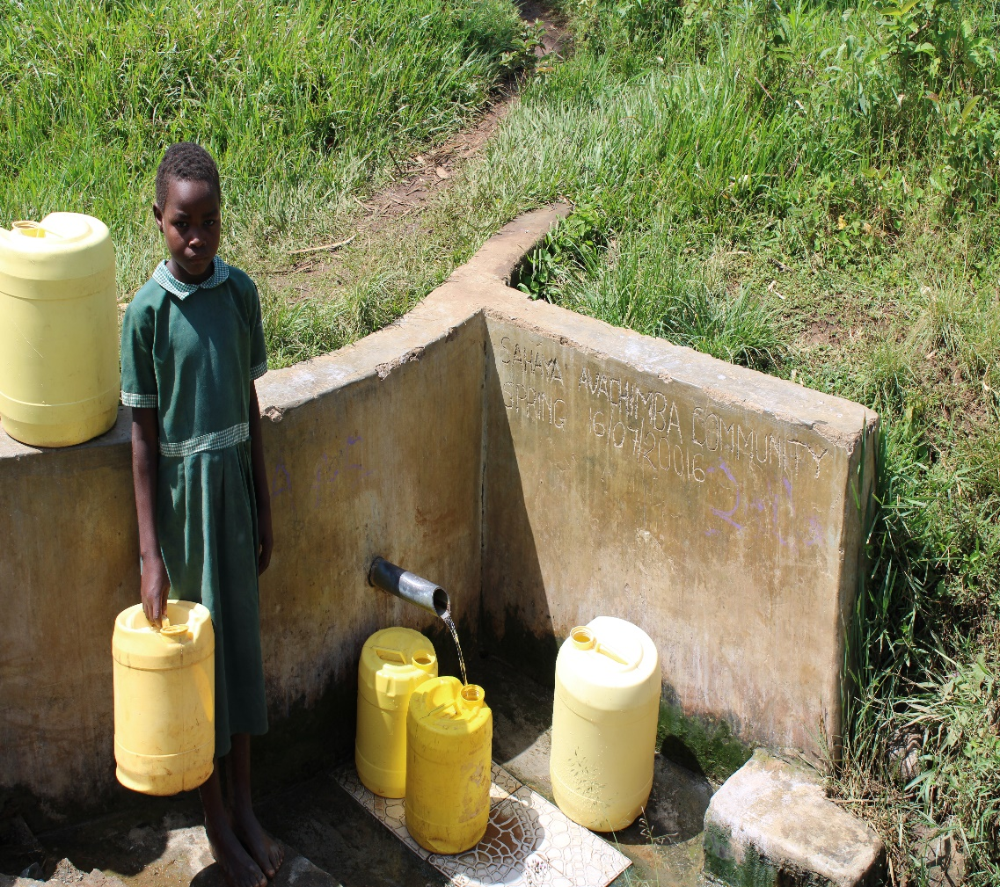 SAHAYA AVACHIMBA COMMUNITY
SPRING 16/07/20016